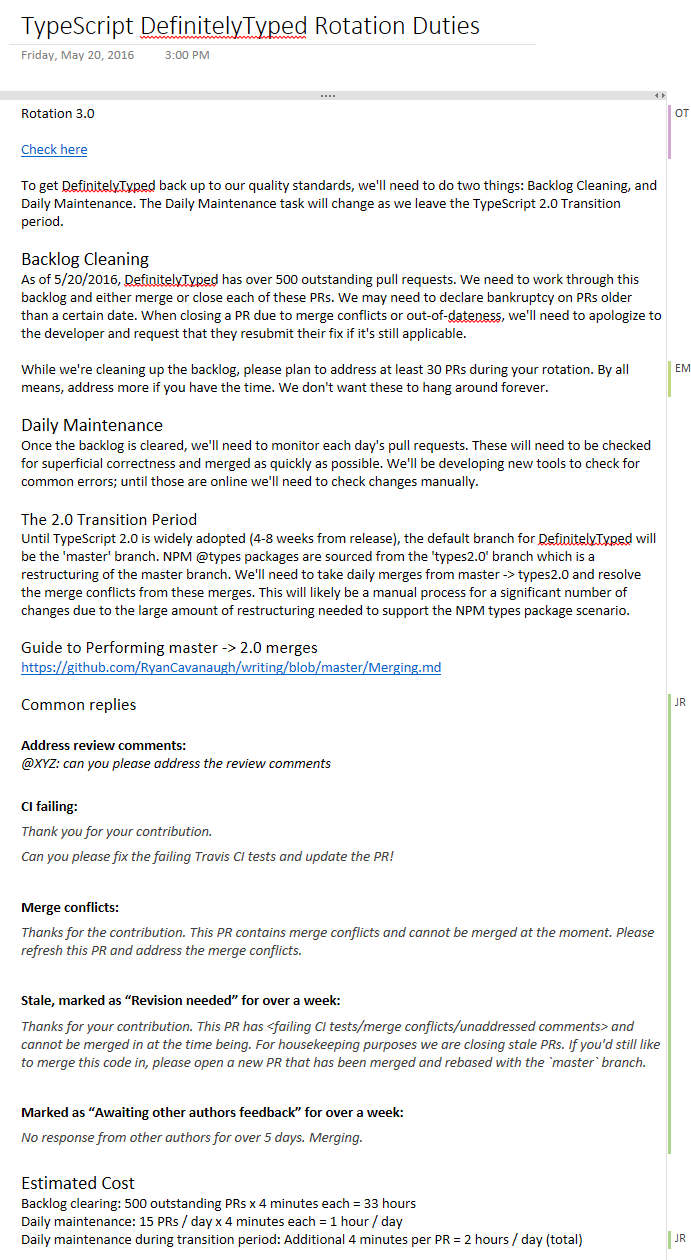 TypeScript DefinitelyTyped Rotation Duties
Friday, May 20, 2016 3:00 PM
Rotation 3.0
OT
Check here
To get DefinitelyTyped back up to our quality standards, we'll need to do two things: Backlog Cleaning, and
Daily Maintenance. The Daily Maintenance task will change as we leave the TypeScript 2.0 Transition
period.
Backlog Cleaning
As of 5/20/2016, DefinitelyTyped has over 500 outstanding pull requests. We need to work through this
backlog and either merge or close each of these PRs. We may need to declare bankruptcy on PRs older
than a certain date. When closing a PR due to merge conflicts or out-of-dateness, we'll need to apologize to
the developer and request that they resubmit their fix if it's still applicable.
While we're cleaning up the backlog, please plan to address at least 30 PRs during your rotation. By all
EM
means, address more if you have the time. We don't want these to hang around forever.
Daily Maintenance
Once the backlog is cleared, we'll need to monitor each day's pull requests. These will need to be checked
for superficial correctness and merged as quickly as possible. We'll be developing new tools to check for
common errors; until those are online we'll need to check changes manually.
The 2.0 Transition Period
Until TypeScript 2.0 is widely adopted (4-8 weeks from release), the default branch for DefinitelyTyped will
be the 'master' branch. NPM @types packages are sourced from the 'types2.0' branch which is a
restructuring of the master branch. We'll need to take daily merges from master -> types2.0 and resolve
the merge conflicts from these merges. This will likely be a manual process for a significant number of
changes due to the large amount of restructuring needed to support the NPM types package scenario.
Guide to Performing master -> 2.0 merges
https://github.com/RyanCavanaugh/writing/blob/master/Merging.md
Common replies
JR
Address review comments:
@XYZ: can you please address the review comments
CI failing:
Thank you for your contribution.
Can you please fix the failing Travis CI tests and update the PR!
Merge conflicts:
Thanks for the contribution. This PR contains merge conflicts and cannot be merged at the moment. Please
refresh this PR and address the merge conflicts.
Stale, marked as “Revision needed” for over a week:
Thanks for your contribution. This PR has <failing CI tests/merge conflicts/unaddressed comments> and
cannot be merged in at the time being. For housekeeping purposes we are closing stale PRs. If you'd still like
to merge this code in, please open a new PR that has been merged and rebased with the `master` branch.
Marked as “Awaiting other authors feedback” for over a week:
No response from other authors for over 5 days. Merging.
Estimated Cost
Backlog clearing: 500 outstanding PRs x 4 minutes each = 33 hours
Daily maintenance: 15 PRs / day x 4 minutes each = 1 hour / day
Daily maintenance during transition period: Additional 4 minutes per PR = 2 hours / day (total)
JR